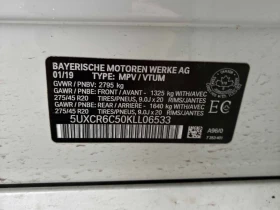 BAYERISCHE MOTOREN WERKE AG
01/19 TYPE: MPV / VTUM
GVWR / PNBV: 2795 kg
GAWR FRONT / PNBE - AVANT : 1325 kg WITH/AVEC
275/45 R20 TIRES/PNEUS, 9.0J x 20 RIMS/JANTES
GAWR REAR / PNBE - ARRIERE - 1640 kg WITH/AVEC
275/45 R20 TIRES/PNEUS, 9.0J x 20 RIMS/JANTES
5UXCR6C50KLL06533
EC
A96/0